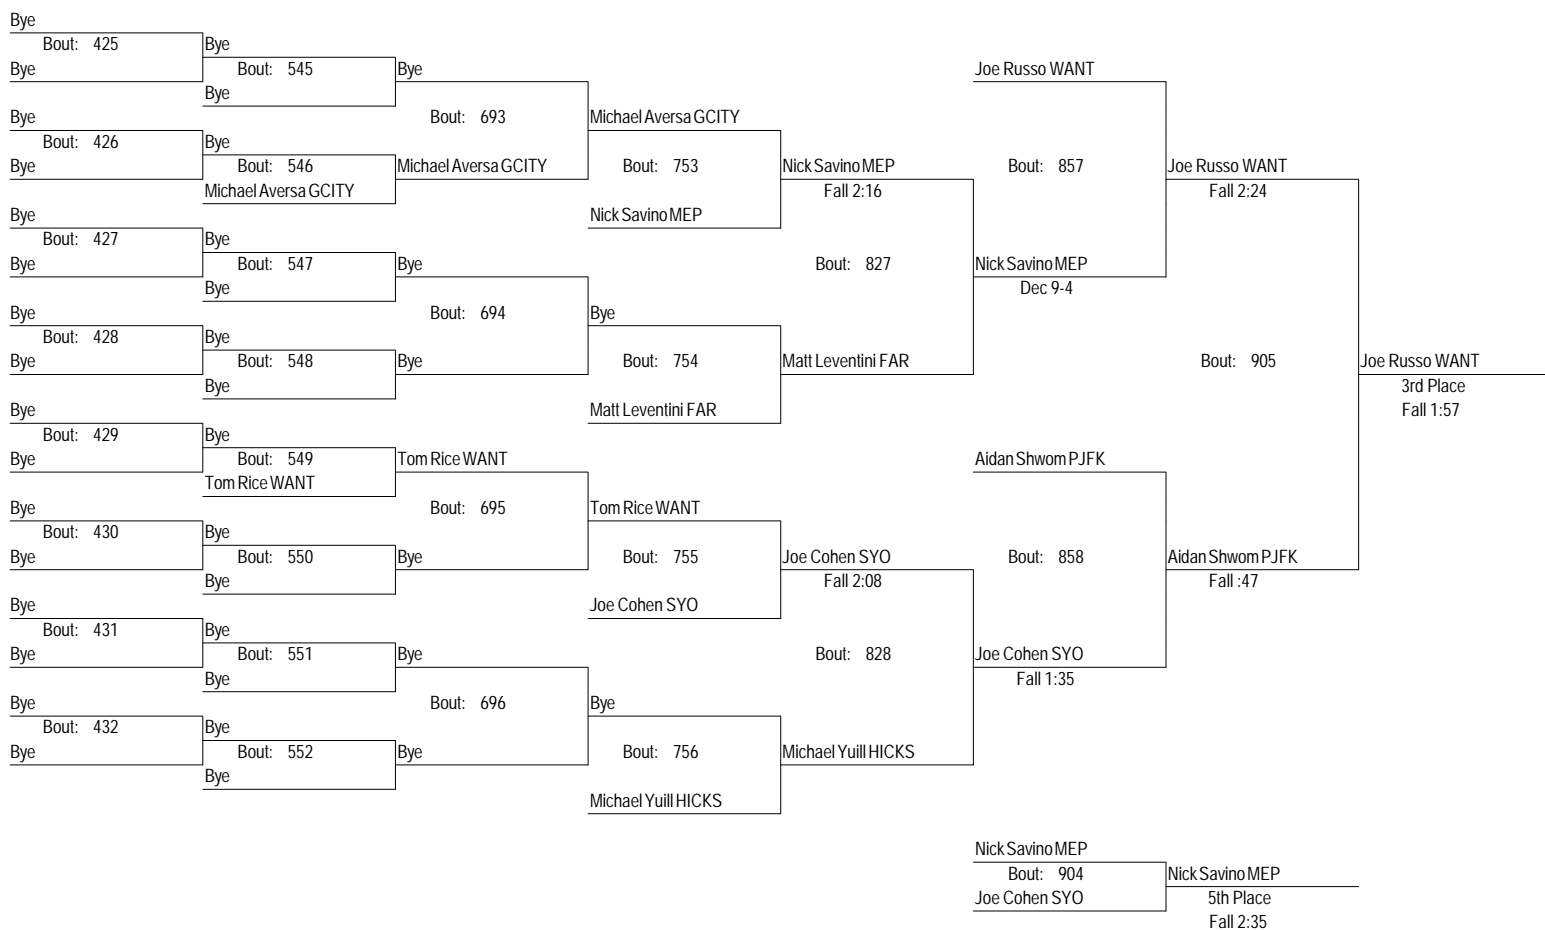 Bye
Bout: 425 Bye
Bye Bout: 545 Bye Joe Russo WANT
Bye
Bye Bout: 693 Michael Aversa GCITY
Bout: 426 Bye
Bye Bout: 546 Michael Aversa GCITY Bout: 753 Nick Savino MEP Bout: 857 Joe Russo WANT
Michael Aversa GCITY Fall 2:16 Fall 2:24
Bye Nick Savino MEP
Bout: 427 Bye
Bye Bout: 547 Bye Bout: 827 Nick Savino MEP
Bye Dec 9-4
Bye Bout: 694 Bye
Bout: 428 Bye
Bye Bout: 548 Bye Bout: 754 Matt Leventini FAR Bout: 905 Joe Russo WANT
Bye 3rd Place
Bye Matt Leventini FAR Fall 1:57
Bout: 429 Bye
Bye Bout: 549 Tom Rice WANT Aidan Shwom PJFK
Tom Rice WANT
Bye Bout: 695 Tom Rice WANT
Bout: 430 Bye
Bye Bout: 550 Bye Bout: 755 Joe Cohen SYO Bout: 858 Aidan Shwom PJFK
Bye Fall 2:08 Fall :47
Bye Joe Cohen SYO
Bout: 431 Bye
Bye Bout: 551 Bye Bout: 828 Joe Cohen SYO
Bye Fall 1:35
Bye Bout: 696 Bye
Bout: 432 Bye
Bye Bout: 552 Bye Bout: 756 Michael Yuill HICKS
Bye
Michael Yuill HICKS
Nick Savino MEP
Bout: 904 Nick Savino MEP
Joe Cohen SYO 5th Place
Fall 2:35